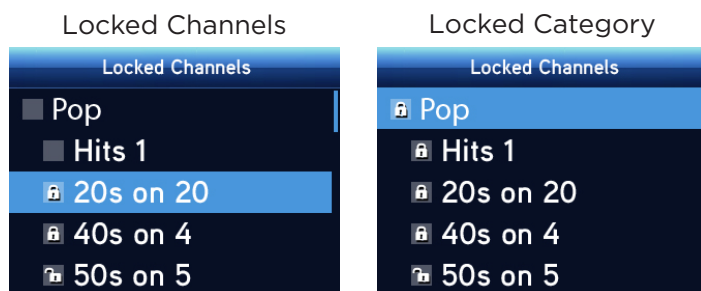 Locked Channels
Locked Channels
Pop
Hits 1
20s on 20
40s on 4
50s on 5
Locked Category
Locked Channels
Pop
Hits 1
20s on 20
40s on 4
50s on 5